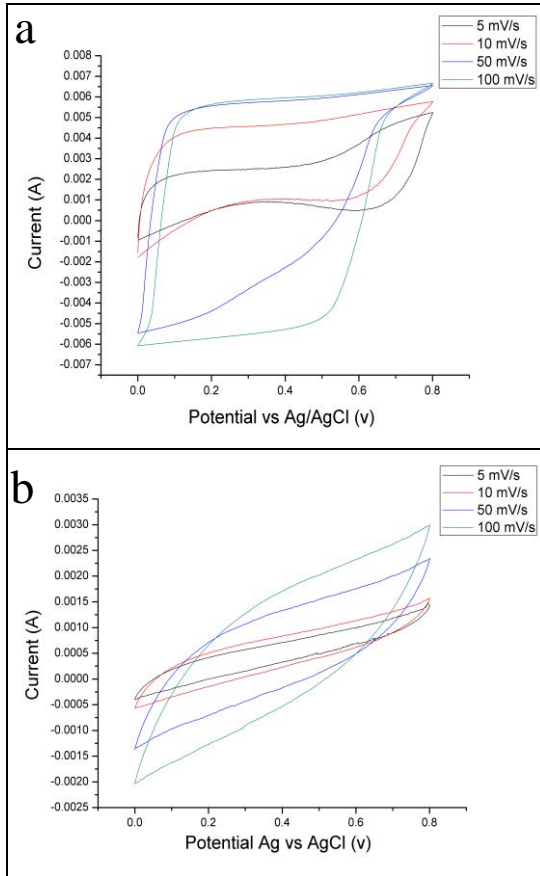 a
5 mV/s
10 mV/s
50 mV/s
100 mV/s
0.008
0.007
0.006
0.005
0.004
0.003
0.002
0.001
0.000
-0.001
-0.002
-0.003
-0.004
-0.005
-0.006
-0.007
Current (A)
0.0 0.2 0.4 0.6 0.8
Potential vs Ag/AgCl (v)
b
5 mV/s
10 mV/s
50 mV/s
100 mV/s
0.0035
0.0030
0.0025
0.0020
0.0015
0.0010
0.0005
0.0000
-0.0005
-0.0010
-0.0015
-0.0020
-0.0025
Current (A)
0.0 0.2 0.4 0.6 0.8
Potential Ag vs AgCl (v)